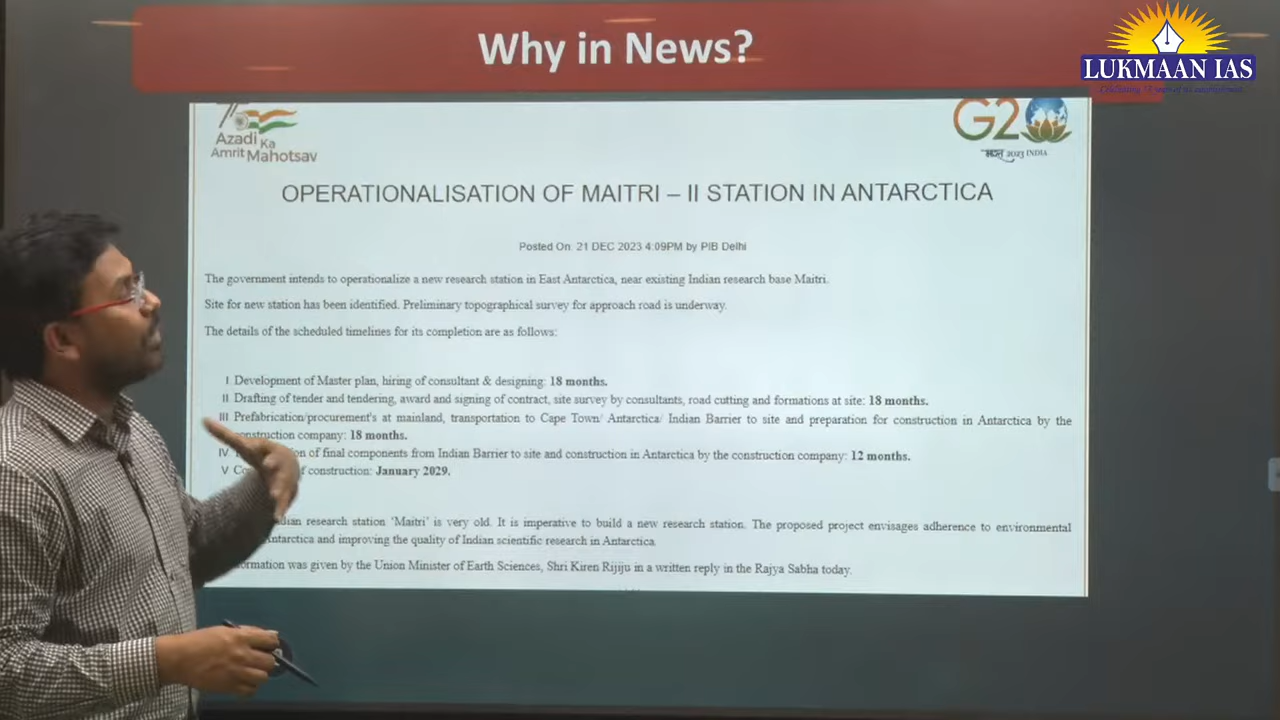 Why in News?
LUKMAAN IAS
75
Azadi Ka
Amrit Mahotsav
G20
2023 INDIA
OPERATIONALISATION OF MAITRI – II STATION IN ANTARCTICA
Posted On: 21 DEC 2023 4:09PM by PIB Delhi
The government intends to operationalize a new research station in East Antarctica, near existing Indian research base Maitri.
Site for new station has been identified. Preliminary topographical survey for approach road is underway.
The details of the scheduled timelines for its completion are as follows:
I Development of Master plan, hiring of consultant & designing: 18 months.
II Drafting of tender and tendering, award and signing of contract, site survey by consultants, road cutting and formations at site: 18 months.
III Prefabrication/procurement's at mainland, transportation to Cape Town/ Antarctica/ Indian Barrier to site and preparation for construction in Antarctica by the
construction company: 18 months.
IV of final components from Indian Barrier to site and construction in Antarctica by the construction company: 12 months.
V construction: January 2029.
research station 'Maitri' is very old. It is imperative to build a new research station. The proposed project envisages adherence to environmental
Antarctica and improving the quality of Indian scientific research in Antarctica.
was given by the Union Minister of Earth Sciences, Shri Kiren Rijiju in a written reply in the Rajya Sabha today.